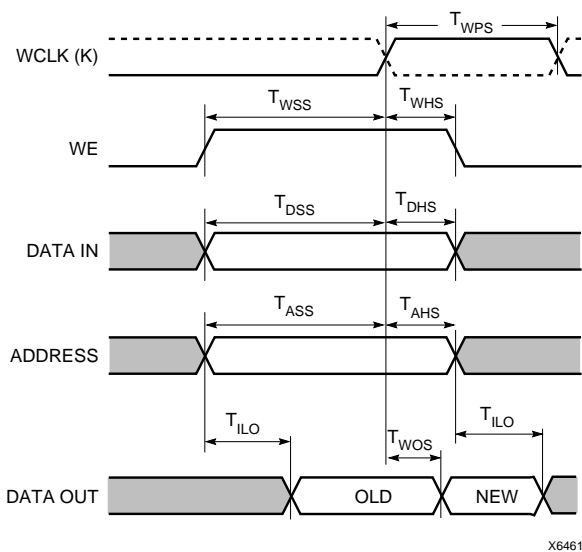 T_WPS
WCLK (K)
T_WSS T_WHS
WE
T_DSS T_DHS
DATA IN
T_ASS T_AHS
ADDRESS
T_ILO T_WOS T_ILO
DATA OUT OLD NEW
X6461